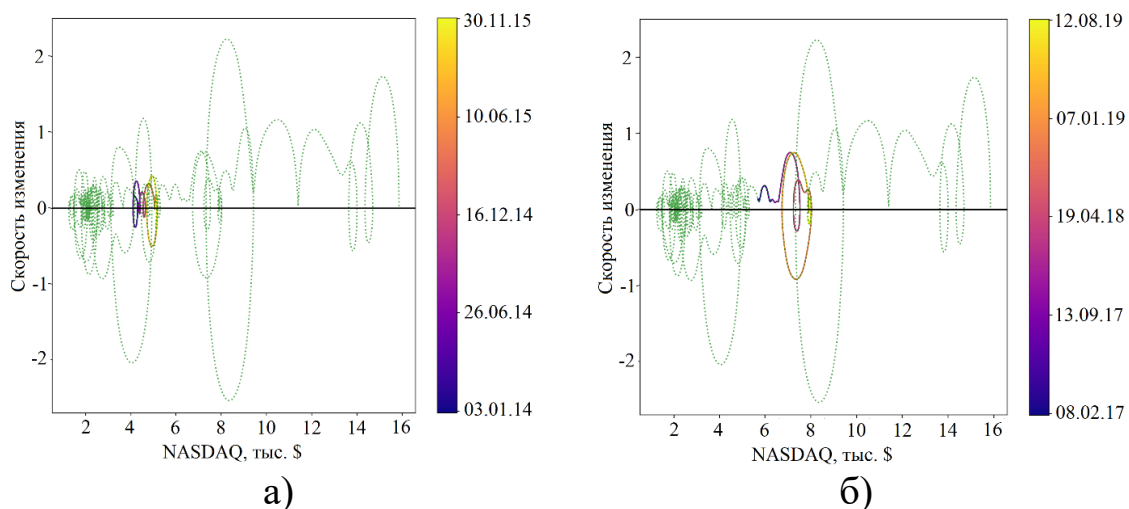 Скорость изменения
2
1
0
-1
-2
2 4 6 8 10 12 14 16
NASDAQ, тыс. $
30.11.15
10.06.15
16.12.14
26.06.14
03.01.14
а)
Скорость изменения
2
1
0
-1
-2
2 4 6 8 10 12 14 16
NASDAQ, тыс. $
12.08.19
07.01.19
19.04.18
13.09.17
08.02.17
б)